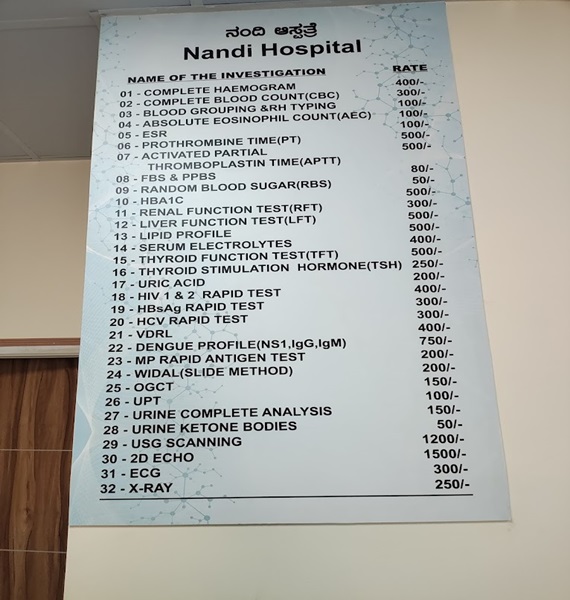 ನಂದಿ ಆಸ್ಪತ್ರೆ
Nandi Hospital
NAME OF THE INVESTIGATION RATE
01 - COMPLETE HAEMOGRAM 400/-
02 - COMPLETE BLOOD COUNT(CBC) 300/-
03 - BLOOD GROUPING &RH TYPING 100/-
04 - ABSOLUTE EOSINOPHIL COUNT(AEC) 100/-
05 - ESR 100/-
06 - PROTHROMBINE TIME(PT) 500/-
07 - ACTIVATED PARTIAL 500/-
THROMBOPLASTIN TIME(APTT)
08 - FBS & PPBS 80/-
09 - RANDOM BLOOD SUGAR(RBS) 50/-
10 - HBA1C 500/-
11 - RENAL FUNCTION TEST(RFT) 300/-
12 - LIVER FUNCTION TEST(LFT) 500/-
13 - LIPID PROFILE 500/-
14 - SERUM ELECTROLYTES 400/-
15 - THYROID FUNCTION TEST(TFT) 500/-
16 - THYROID STIMULATION HORMONE(TSH) 250/-
17 - URIC ACID 200/-
18 - HIV 1 & 2 RAPID TEST 400/-
19 - HBsAg RAPID TEST 300/-
20 - HCV RAPID TEST 300/-
21 - VDRL 400/-
22 - DENGUE PROFILE(NS1,IgG,IgM) 750/-
23 - MP RAPID ANTIGEN TEST 200/-
24 - WIDAL(SLIDE METHOD) 200/-
25 - OGCT 150/-
26 - UPT 100/-
27 - URINE COMPLETE ANALYSIS 150/-
28 - URINE KETONE BODIES 50/-
29 - USG SCANNING 1200/-
30 - 2D ECHO 1500/-
31 - ECG 300/-
32 - X-RAY 250/-